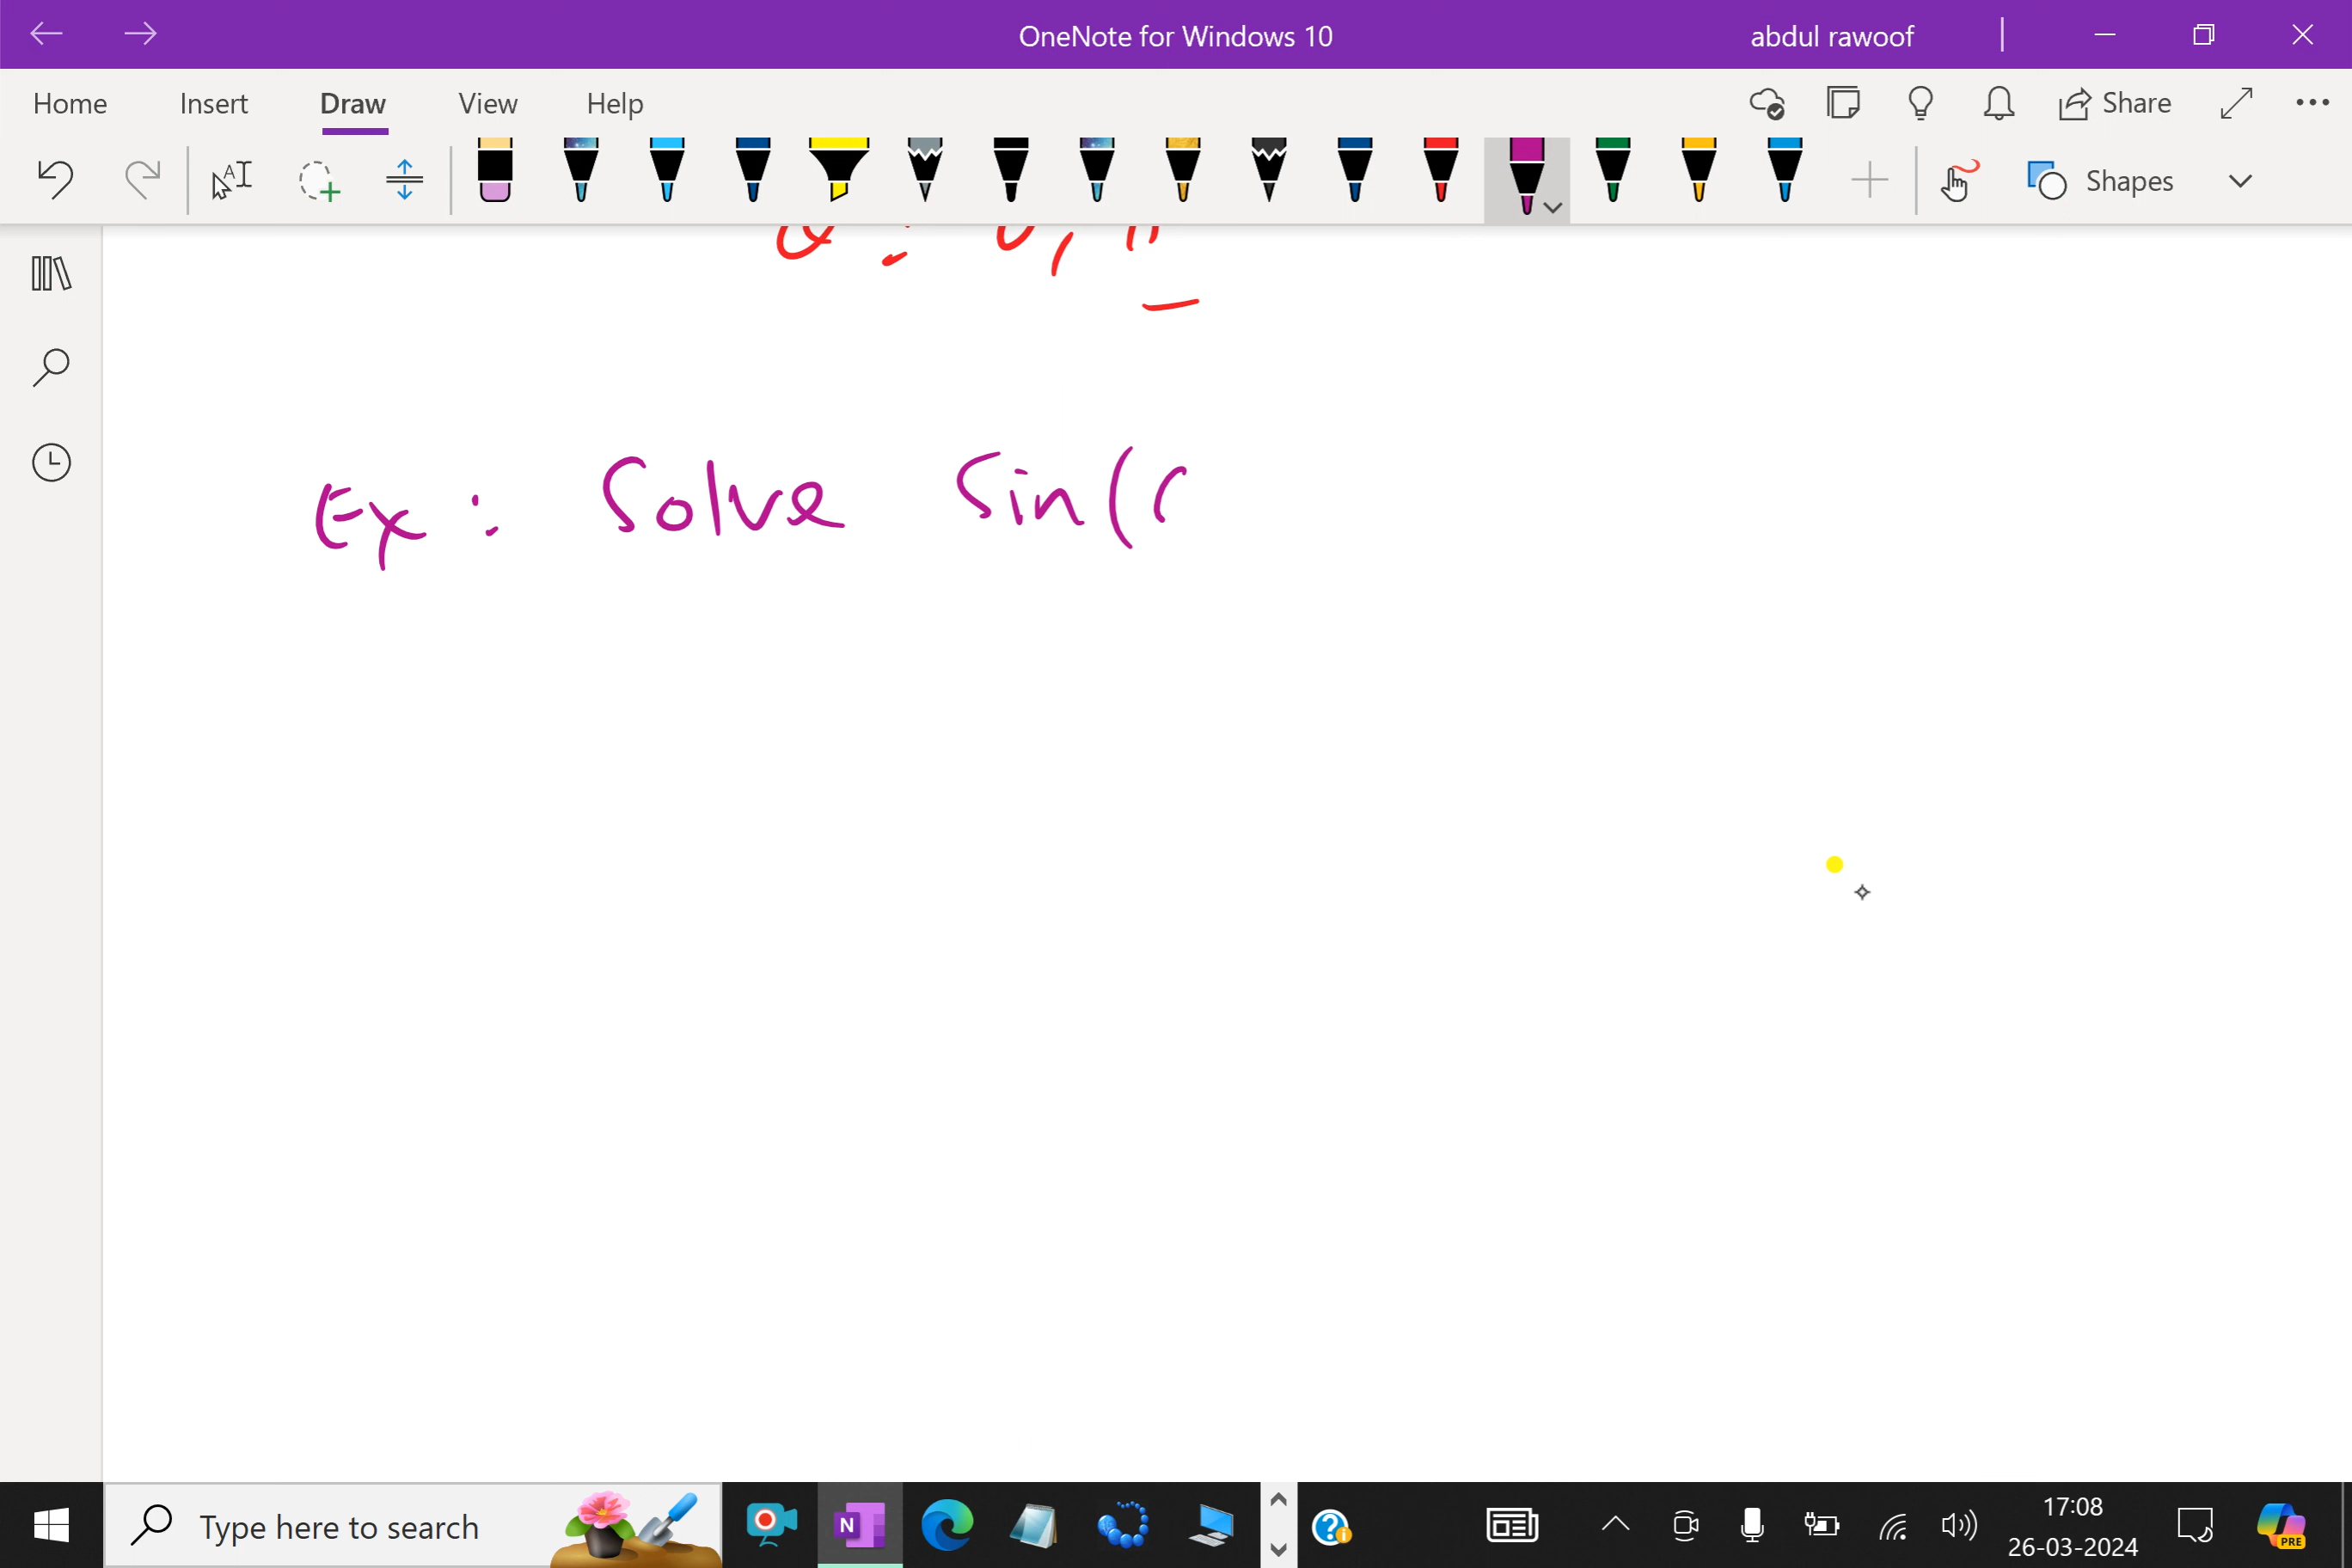 OneNote for Windows 10 abdul rawoof
Home Insert Draw View Help Share
Shapes
Ex: Solve Sin(
Type here to search
N
PRE
17:08
26-03-2024